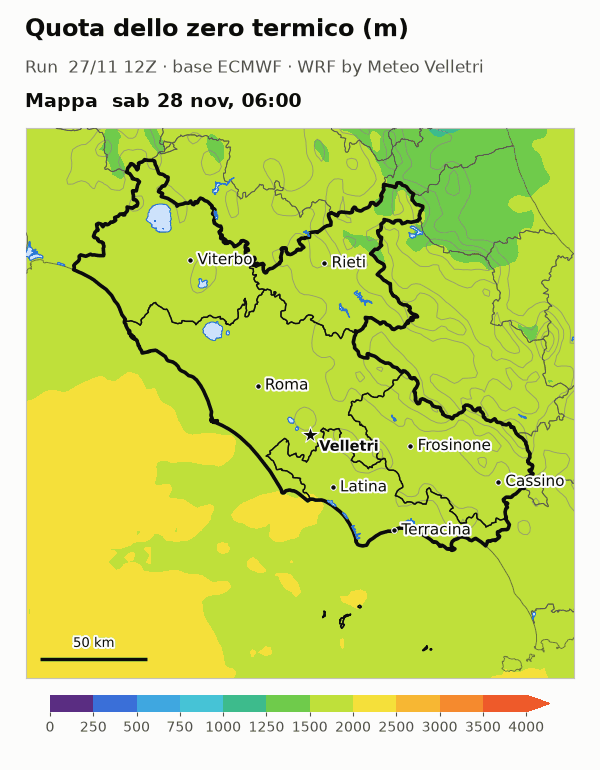 Quota dello zero termico (m)
Run  27/11 12Z · base ECMWF · WRF by Meteo Velletri
Mappa  sab 28 nov, 06:00
Viterbo
Rieti
Roma
Velletri
Frosinone
Cassino
Latina
Terracina
50 km
0 250 500 750 1000 1250 1500 2000 2500 3000 3500 4000